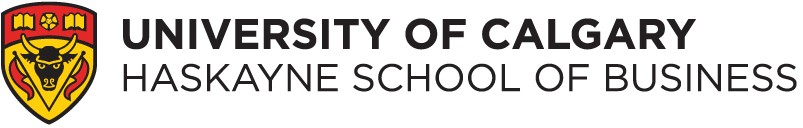 UNIVERSITY OF CALGARY
HASKAYNE SCHOOL OF BUSINESS